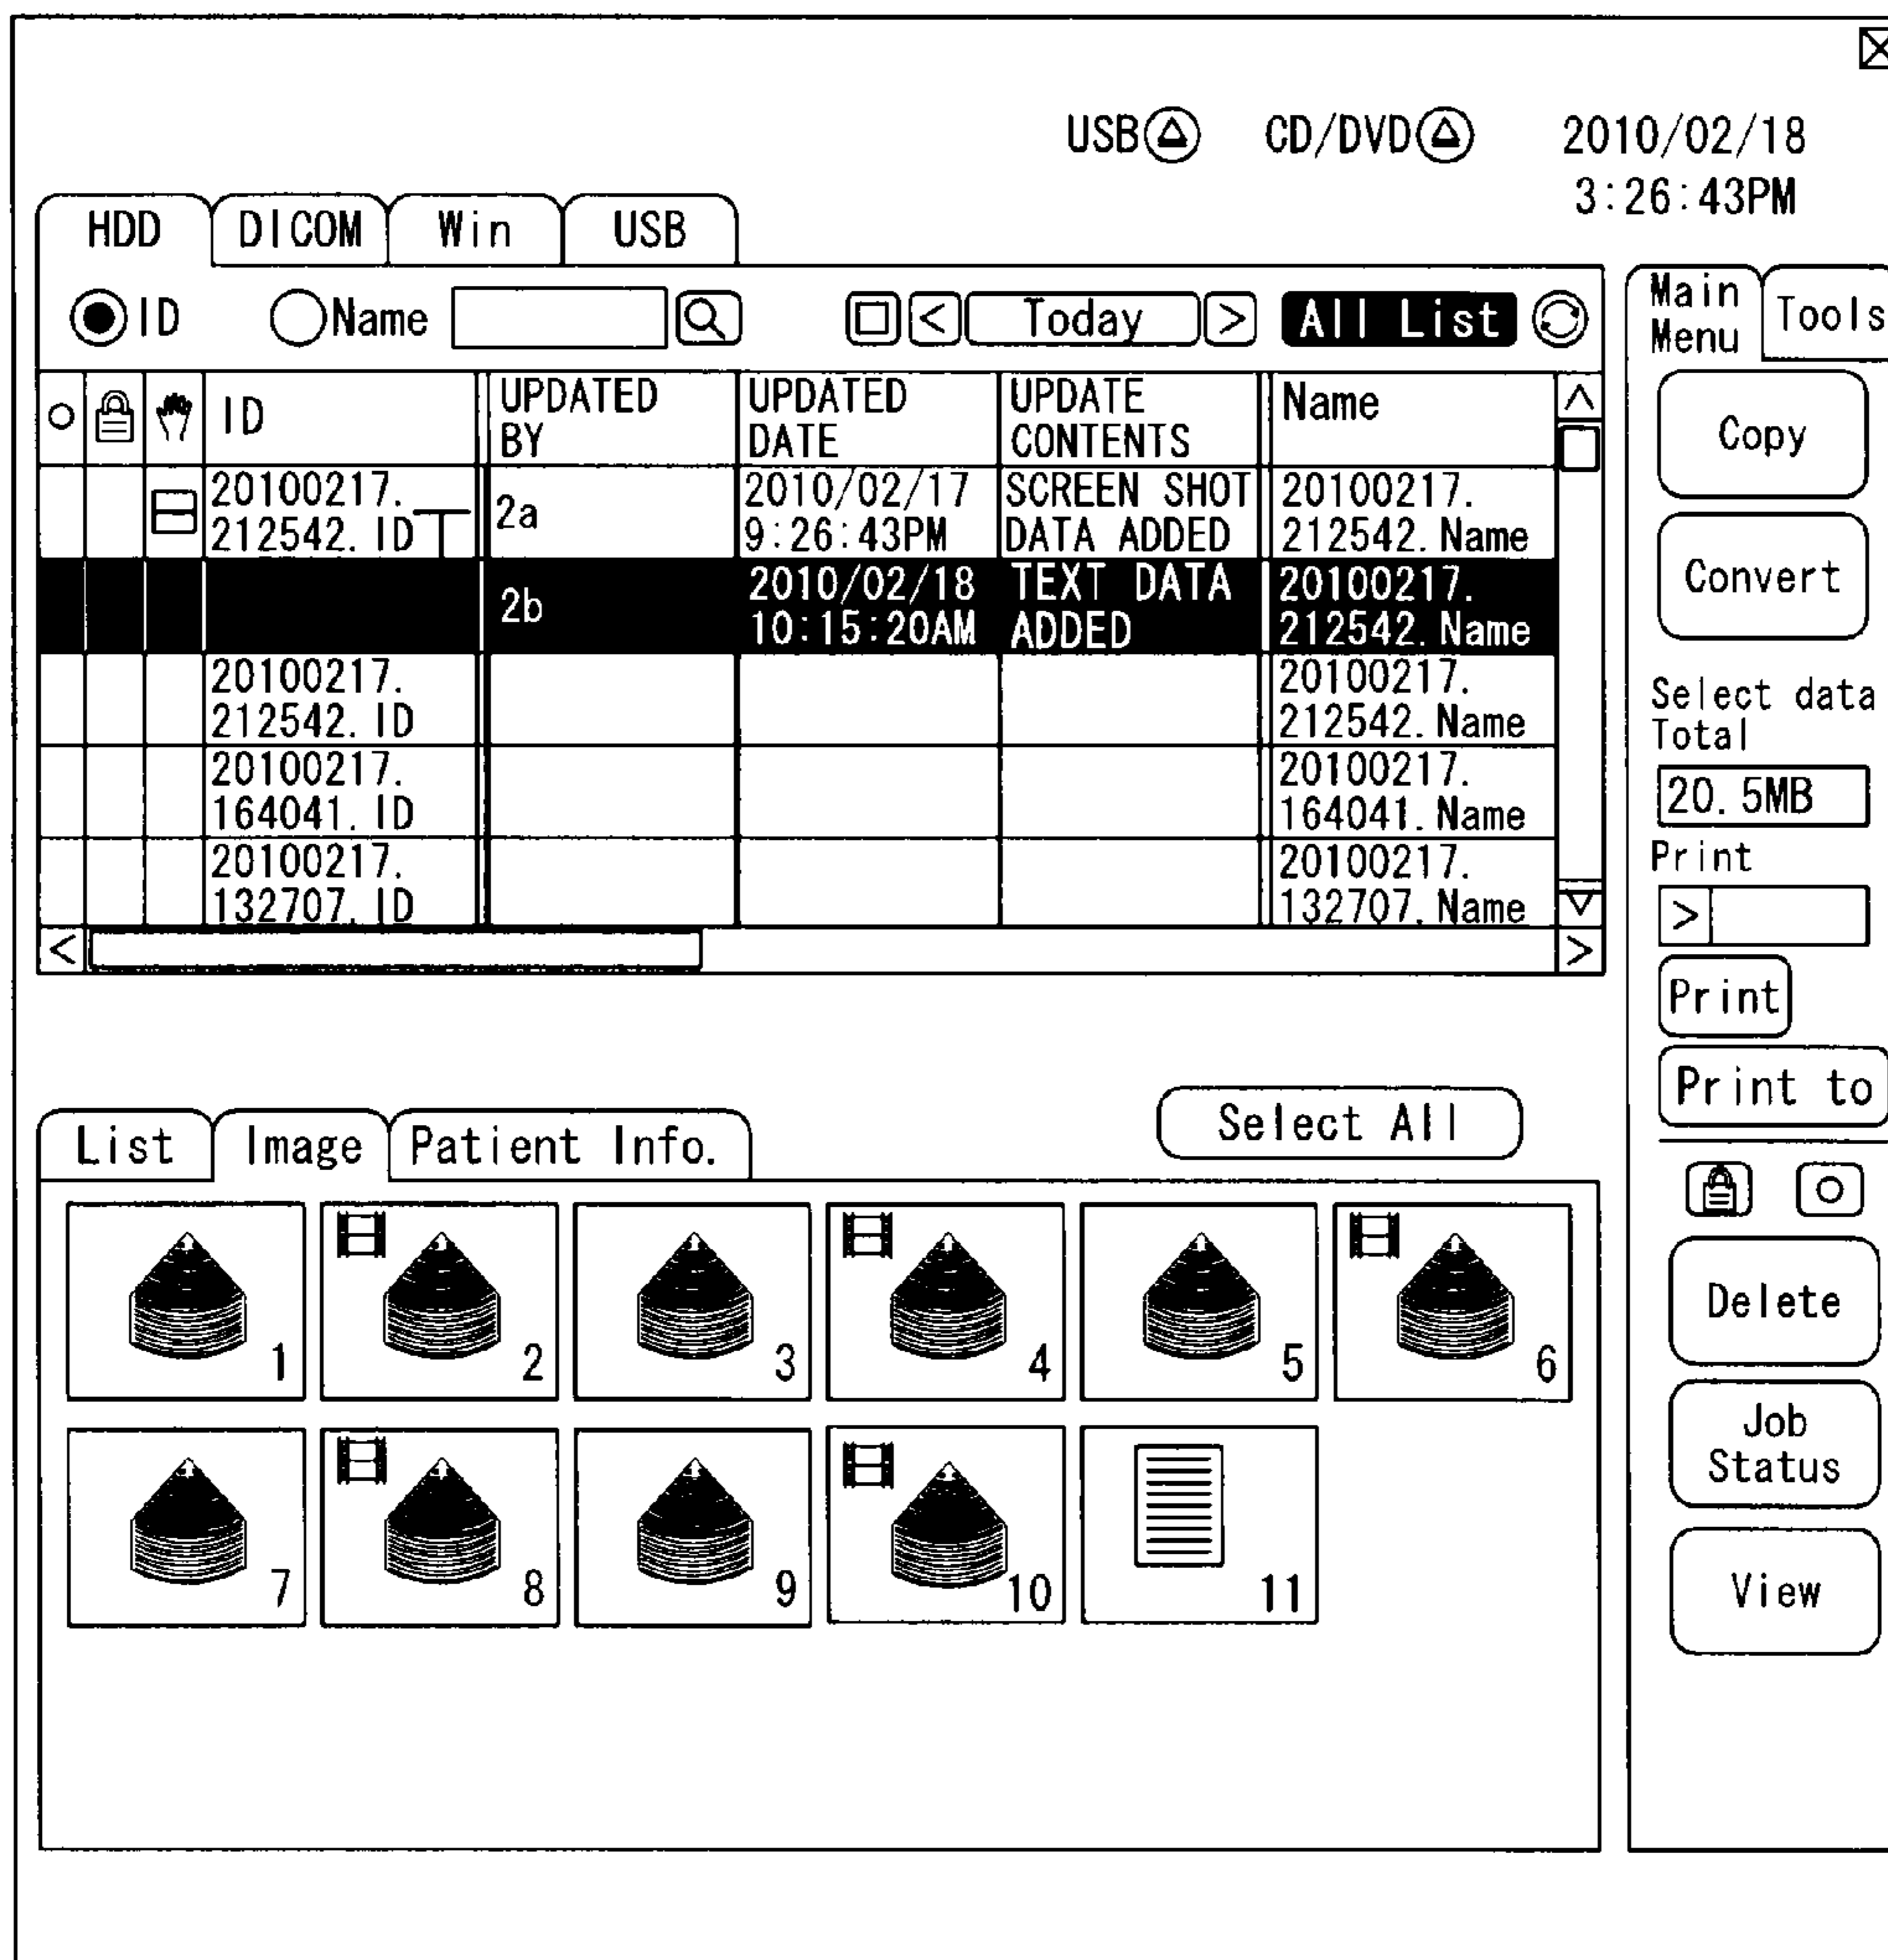 USB CD/DVD 2010/02/18
3:26:43PM
HDD DICOM Win USB
ID Name < Today > All List
Main Menu Tools
ID UPDATED BY UPDATED DATE UPDATE CONTENTS Name
20100217. 2a 2010/02/17 SCREEN SHOT 20100217.
212542.ID 9:26:43PM DATA ADDED 212542.Name
2b 2010/02/18 TEXT DATA 20100217.
10:15:20AM ADDED 212542.Name
20100217. 20100217.
212542.ID 212542.Name
20100217. 20100217.
164041.ID 164041.Name
20100217. 20100217.
132707.ID 132707.Name
< >
Copy
Convert
Select data
Total
20.5MB
Print
>
Print
Print to
Delete
Job
Status
View
Select All
List Image Patient Info.
1 2 3 4 5 6
7 8 9 10 11